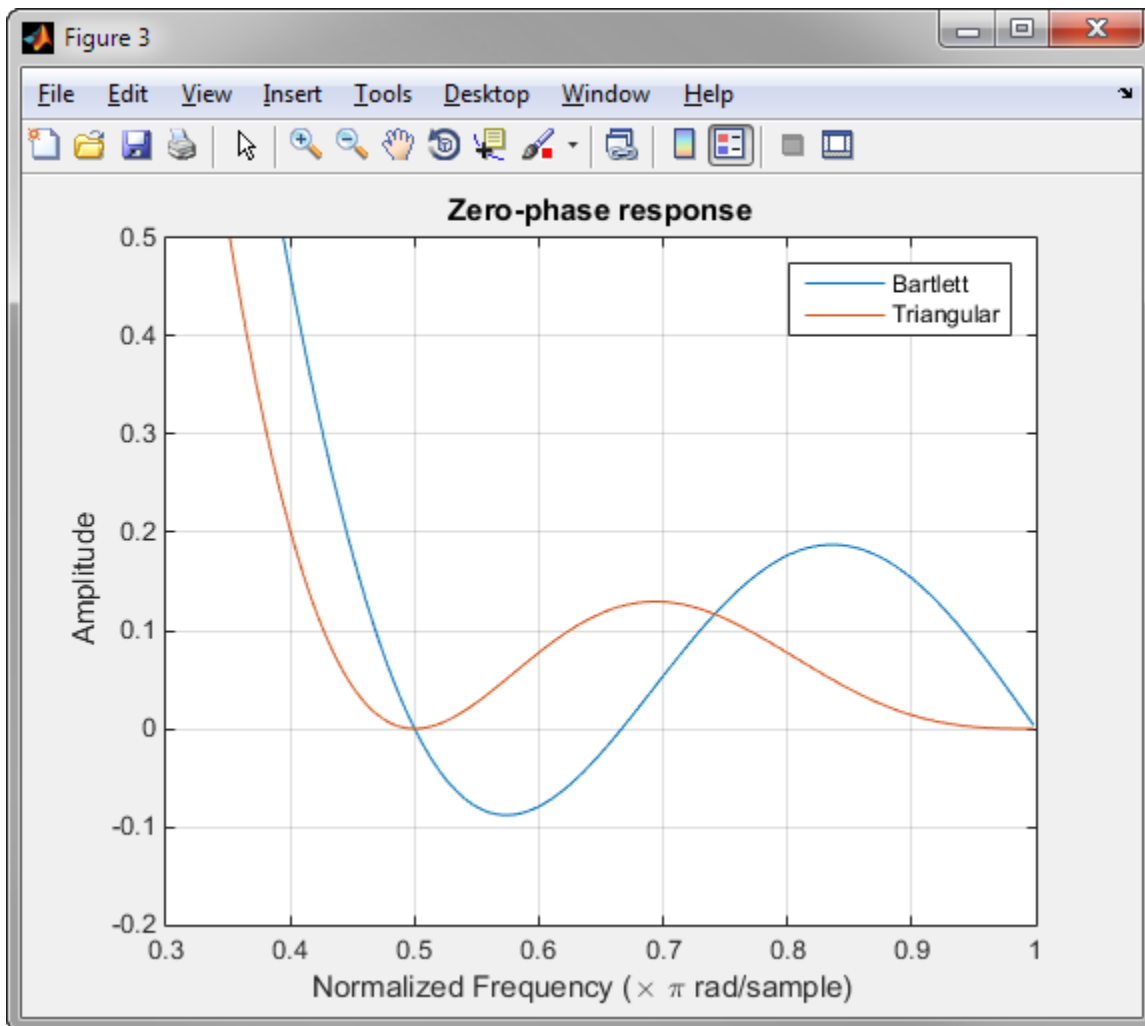 Figure 3
File Edit View Insert Tools Desktop Window Help
Zero-phase response
Bartlett
Triangular
Amplitude
0.5
0.4
0.3
0.2
0.1
0
-0.1
-0.2
0.3 0.4 0.5 0.6 0.7 0.8 0.9 1
Normalized Frequency (× π rad/sample)